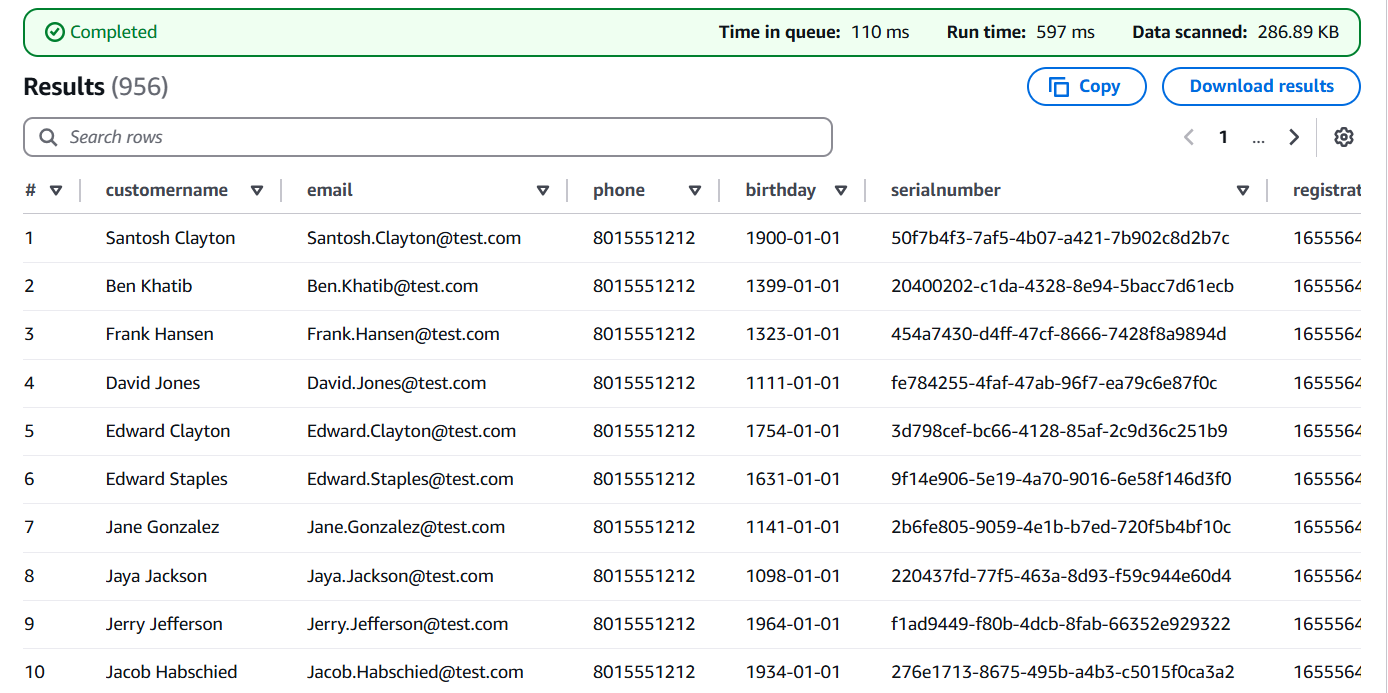 Completed Time in queue: 110 ms Run time: 597 ms Data scanned: 286.89 KB
Results (956) Copy Download results
Search rows 1 ...
# customername email phone birthday serialnumber registrat
1 Santosh Clayton Santosh.Clayton@test.com 8015551212 1900-01-01 50f7b4f3-7af5-4b07-a421-7b902c8d2b7c 1655564
2 Ben Khatib Ben.Khatib@test.com 8015551212 1399-01-01 20400202-c1da-4328-8e94-5bacc7d61ecb 1655564
3 Frank Hansen Frank.Hansen@test.com 8015551212 1323-01-01 454a7430-d4ff-47cf-8666-7428f8a9894d 1655564
4 David Jones David.Jones@test.com 8015551212 1111-01-01 fe784255-4faf-47ab-96f7-ea79c6e87f0c 1655564
5 Edward Clayton Edward.Clayton@test.com 8015551212 1754-01-01 3d798cef-bc66-4128-85af-2c9d36c251b9 1655564
6 Edward Staples Edward.Staples@test.com 8015551212 1631-01-01 9f14e906-5e19-4a70-9016-6e58f146d3f0 1655564
7 Jane Gonzalez Jane.Gonzalez@test.com 8015551212 1141-01-01 2b6fe805-9059-4e1b-b7ed-720f5b4bf10c 1655564
8 Jaya Jackson Jaya.Jackson@test.com 8015551212 1098-01-01 220437fd-77f5-463a-8d93-f59c944e60d4 1655564
9 Jerry Jefferson Jerry.Jefferson@test.com 8015551212 1964-01-01 f1ad9449-f80b-4dcb-8fab-66352e929322 1655564
10 Jacob Habschied Jacob.Habschied@test.com 8015551212 1934-01-01 276e1713-8675-495b-a4b3-c5015f0ca3a2 1655564